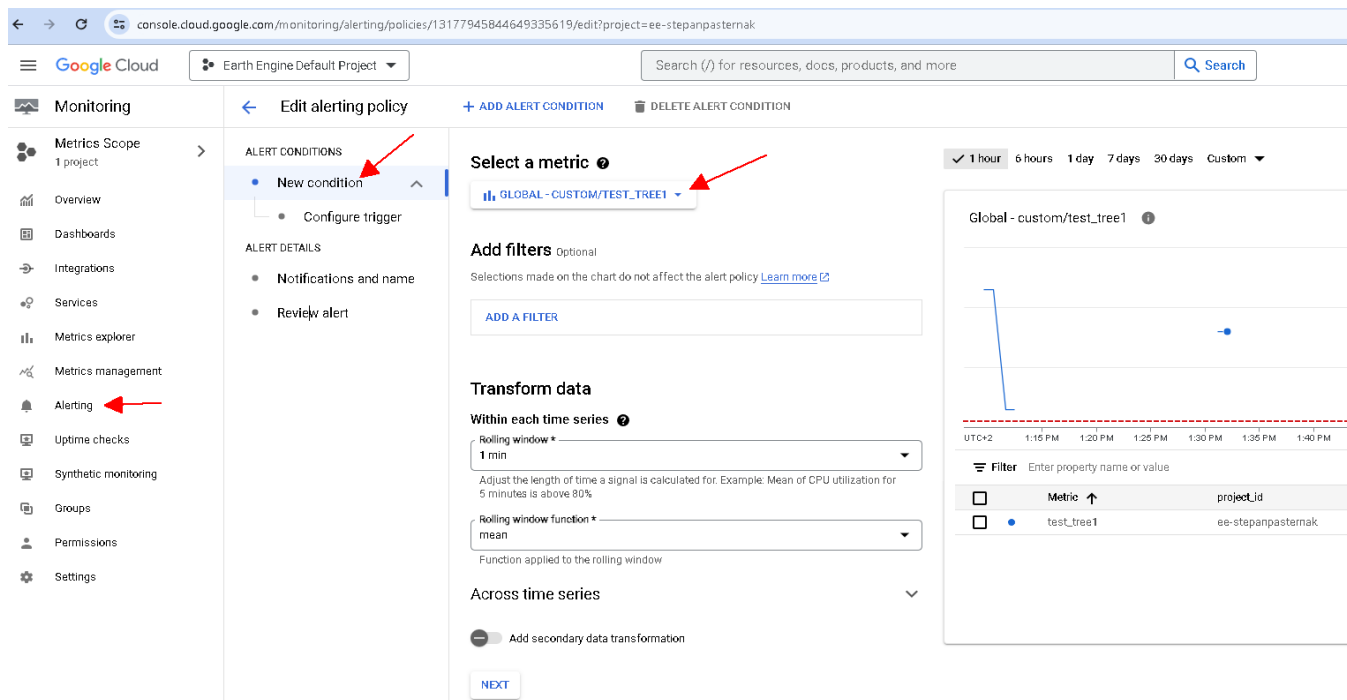 console.cloud.google.com/monitoring/alerting/policies/13177945844649335619/edit?project=ee-stepanpasternak
Google Cloud
Earth Engine Default Project
Search (/) for resources, docs, products, and more
Search
Monitoring
Metrics Scope
1 project
Overview
Dashboards
Integrations
Services
Metrics explorer
Metrics management
Alerting
Uptime checks
Synthetic monitoring
Groups
Permissions
Settings
Edit alerting policy
+ ADD ALERT CONDITION
DELETE ALERT CONDITION
ALERT CONDITIONS
New condition
Configure trigger
ALERT DETAILS
Notifications and name
Review alert
Select a metric
GLOBAL - CUSTOM/TEST_TREE1
Add filters Optional
Selections made on the chart do not affect the alert policy Learn more
ADD A FILTER
Transform data
Within each time series
Rolling window *
1 min
Adjust the length of time a signal is calculated for. Example: Mean of CPU utilization for
5 minutes is above 80%
Rolling window function *
mean
Function applied to the rolling window
Across time series
Add secondary data transformation
NEXT
1 hour 6 hours 1 day 7 days 30 days Custom
Global - custom/test_tree1
UTC+2 1:15 PM 1:20 PM 1:25 PM 1:30 PM 1:35 PM 1:40 PM
Filter Enter property name or value
Metric project_id
test_tree1 ee-stepanpasternak